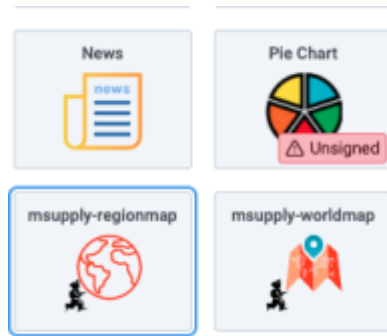 News
Pie Chart
news
Unsigned
msupply-regionmap
msupply-worldmap